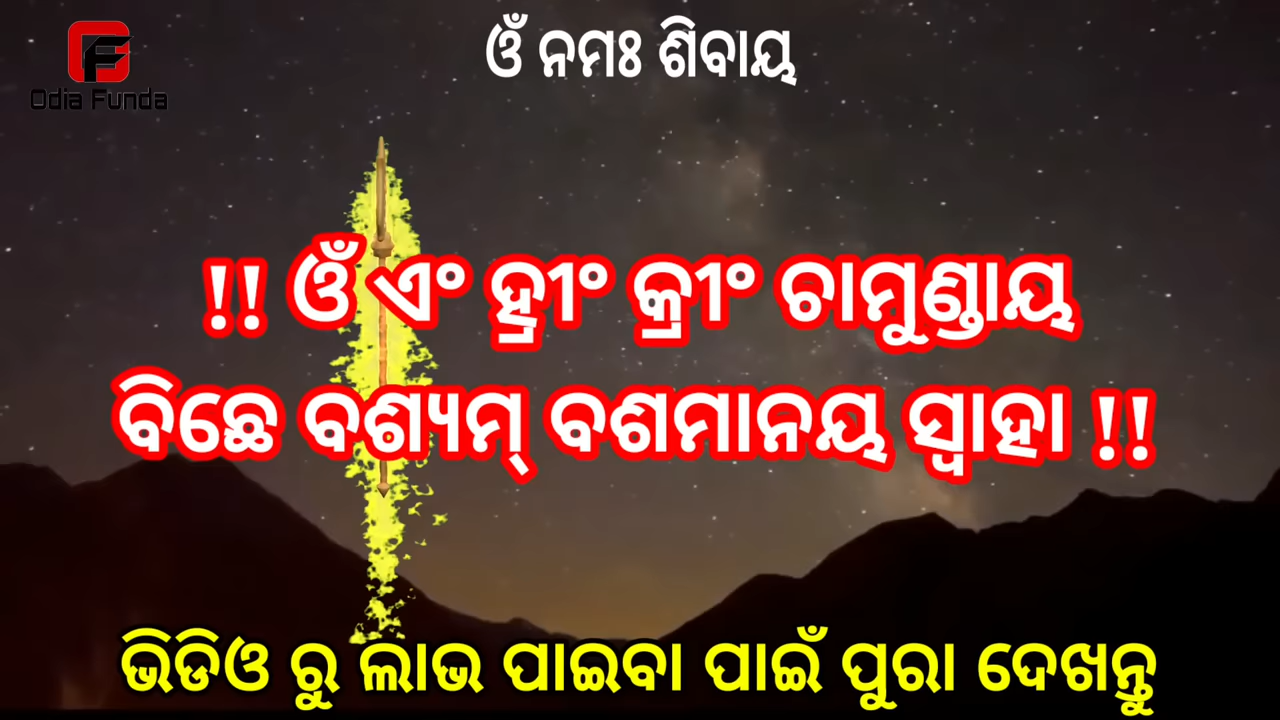 ଓଁ ନମଃ ଶିବାୟ
Odia Funda
!! ଓଁ ଏଂ ହ୍ରୀଂ କ୍ରୀଂ ଚାମୁଣ୍ଡାୟ
ବିଛେ ବଶ୍ୟମ୍ ବଶମାନୟ ସ୍ୱାହା !!
ଭିଡିଓ ରୁ ଲାଭ ପାଇବା ପାଇଁ ପୁରା ଦେଖନ୍ତୁ